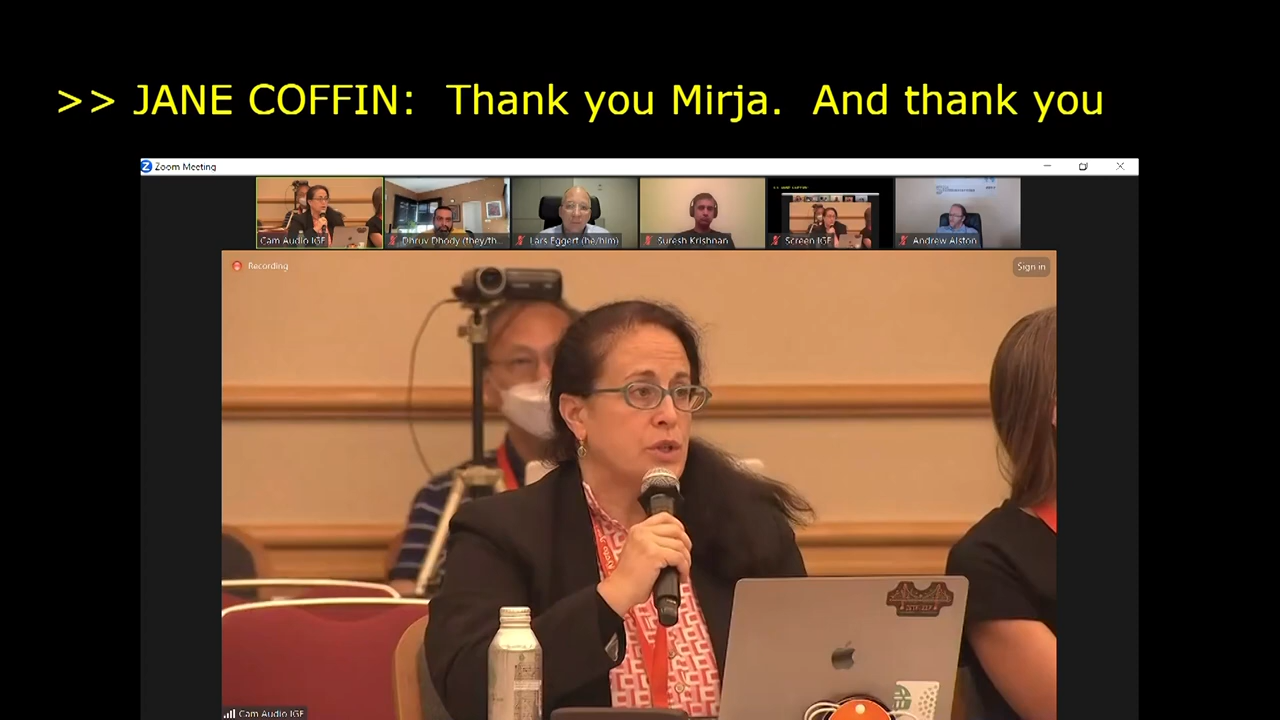 >> JANE COFFIN:  Thank you Mirja.  And thank you
Zoom Meeting
Cam Audio IGF
Dhruv Dhody (they/th...
Lars Eggert (he/him)
Suresh Krishnan
Screen IGF
Andrew Alston
Recording
Sign in
Cam Audio IGF